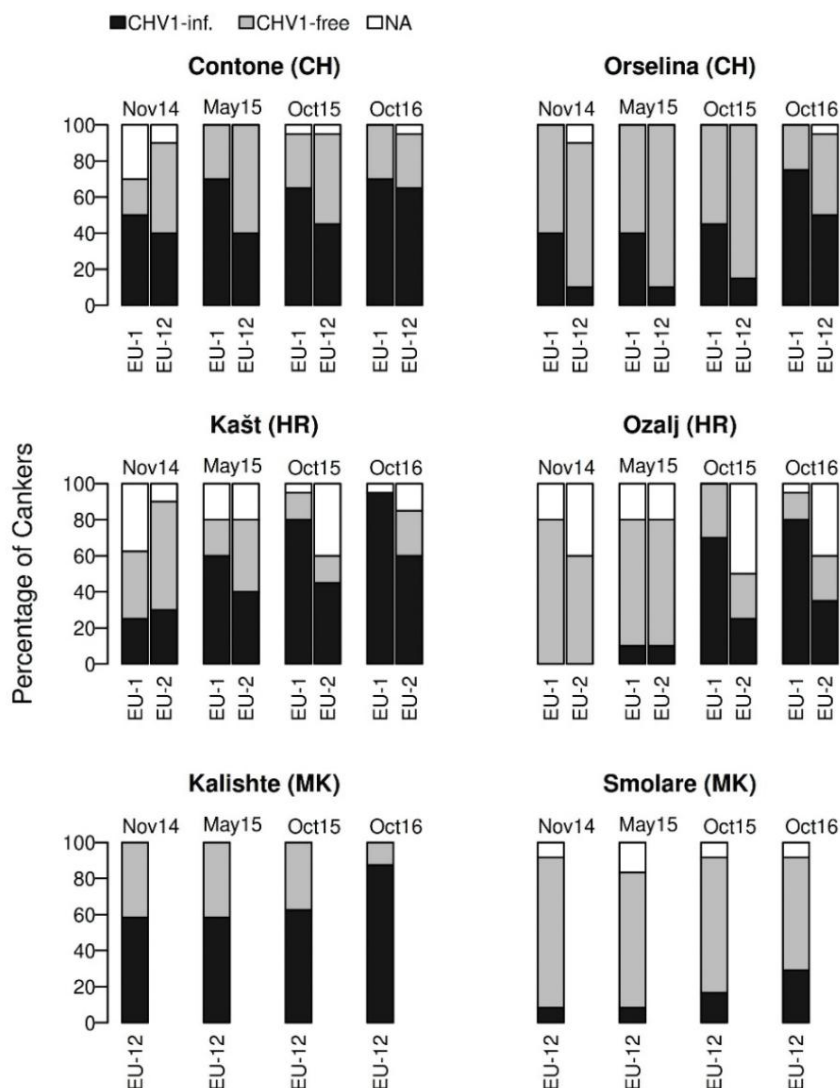 CHV1-inf. CHV1-free NA
Contone (CH)
Nov14 May15 Oct15 Oct16
100
80
60
40
20
0
EU-1 EU-12 EU-1 EU-12 EU-1 EU-12 EU-1 EU-12
Orselina (CH)
Nov14 May15 Oct15 Oct16
EU-1 EU-12 EU-1 EU-12 EU-1 EU-12 EU-1 EU-12
Percentage of Cankers
Kašt (HR)
Nov14 May15 Oct15 Oct16
100
80
60
40
20
0
EU-1 EU-2 EU-1 EU-2 EU-1 EU-2 EU-1 EU-2
Ozalj (HR)
Nov14 May15 Oct15 Oct16
EU-1 EU-2 EU-1 EU-2 EU-1 EU-2 EU-1 EU-2
Kalishte (MK)
Nov14 May15 Oct15 Oct16
100
80
60
40
20
0
EU-12 EU-12 EU-12 EU-12
Smolare (MK)
Nov14 May15 Oct15 Oct16
EU-12 EU-12 EU-12 EU-12